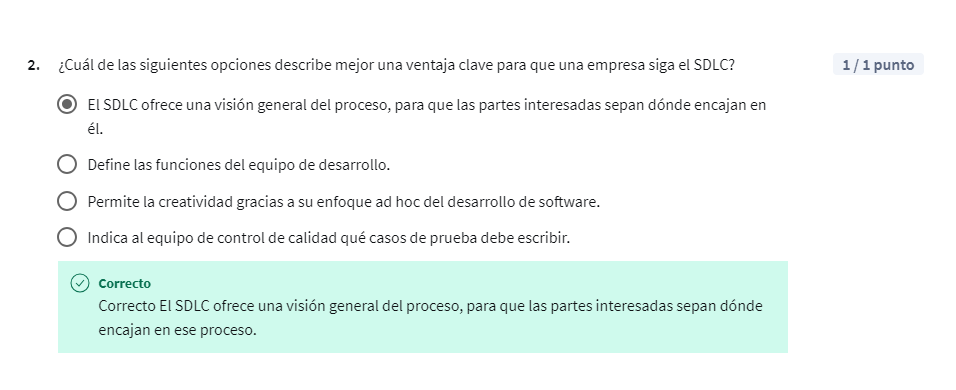 2. ¿Cuál de las siguientes opciones describe mejor una ventaja clave para que una empresa siga el SDLC? 1 / 1 punto
El SDLC ofrece una visión general del proceso, para que las partes interesadas sepan dónde encajan en
él.
Define las funciones del equipo de desarrollo.
Permite la creatividad gracias a su enfoque ad hoc del desarrollo de software.
Indica al equipo de control de calidad qué casos de prueba debe escribir.
Correcto
Correcto El SDLC ofrece una visión general del proceso, para que las partes interesadas sepan dónde
encajan en ese proceso.